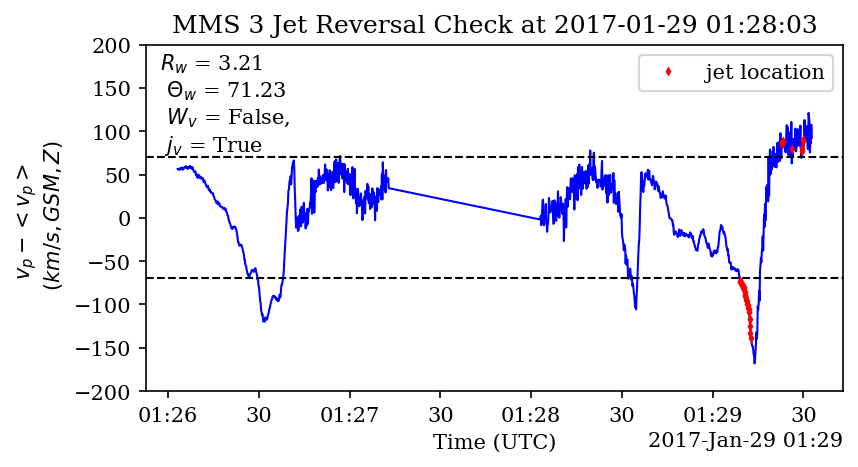 MMS 3 Jet Reversal Check at 2017-01-29 01:28:03
R_w = 3.21
Θ_w = 71.23
W_v = False,
j_v = True
jet location
200
150
100
50
0
−50
−100
−150
−200
v_p − < v_p >
(km/s, GSM, Z)
01:26 30 01:27 30 01:28 30 01:29 30
Time (UTC)
2017-Jan-29 01:29